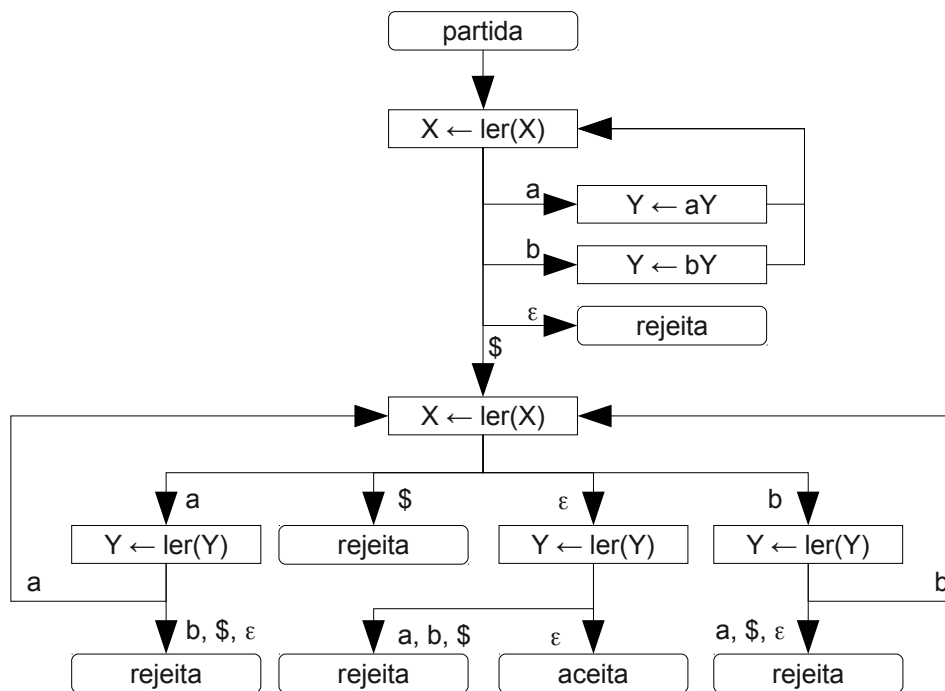 partida
X ← ler(X)
a
Y ← aY
b
Y ← bY
ε
rejeita
$
X ← ler(X)
a
$
ε
b
Y ← ler(Y)
rejeita
Y ← ler(Y)
Y ← ler(Y)
a
b
b, $, ε
a, b, $
ε
a, $, ε
rejeita
rejeita
aceita
rejeita